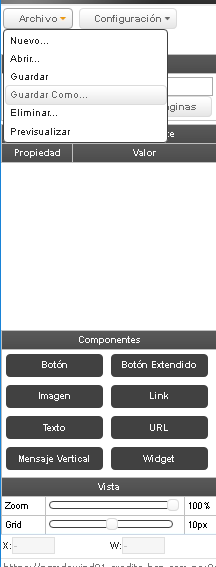 Archivo Configuración
Nuevo...
Abrir...
Guardar
Guardar Como...
Eliminar...
Previsualizar
Propiedad Valor
Componentes
Botón Botón Extendido
Imagen Link
Texto URL
Mensaje Vertical Widget
Vista
Zoom 100%
Grid 10px
X: - W: -